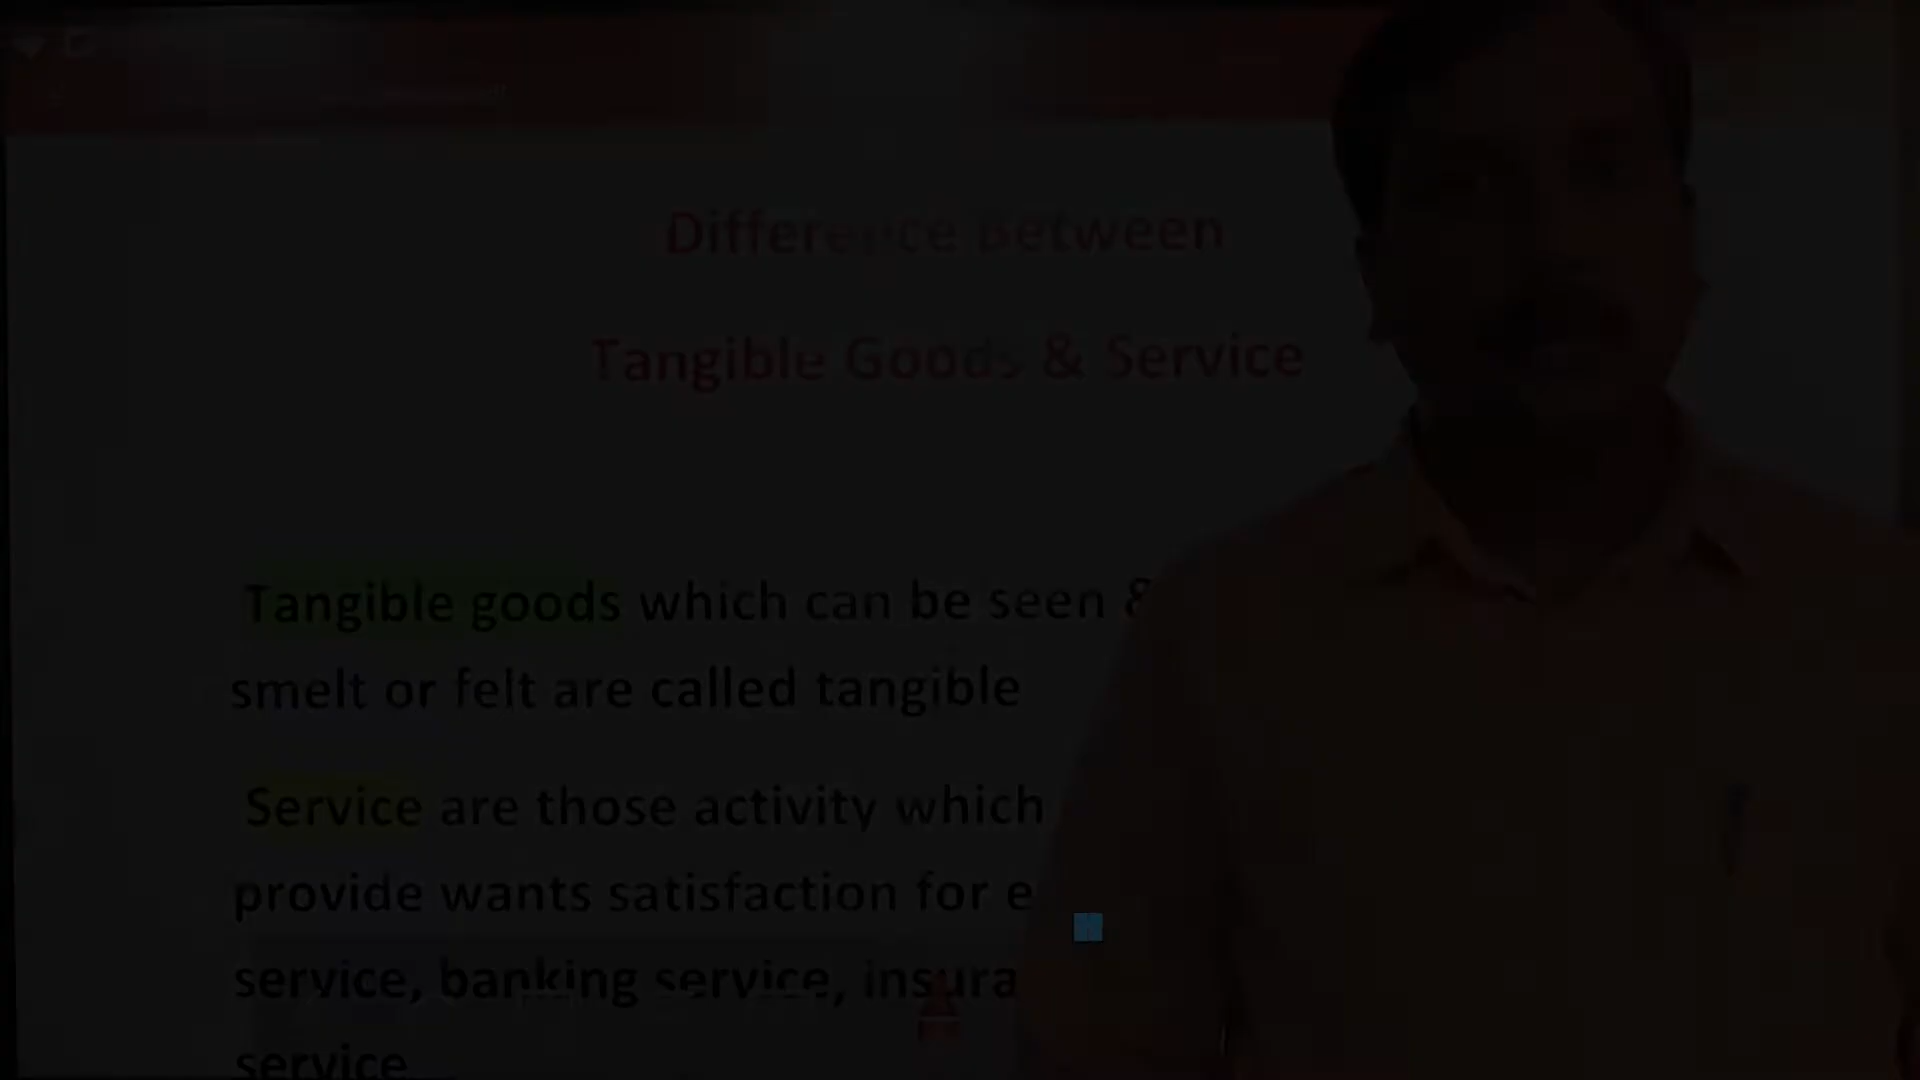 Difference Between
Tangible Goods & Service
Tangible goods which can be seen &
smelt or felt are called tangible
Service are those activity which
provide wants satisfaction for e
service, banking service, insura
service